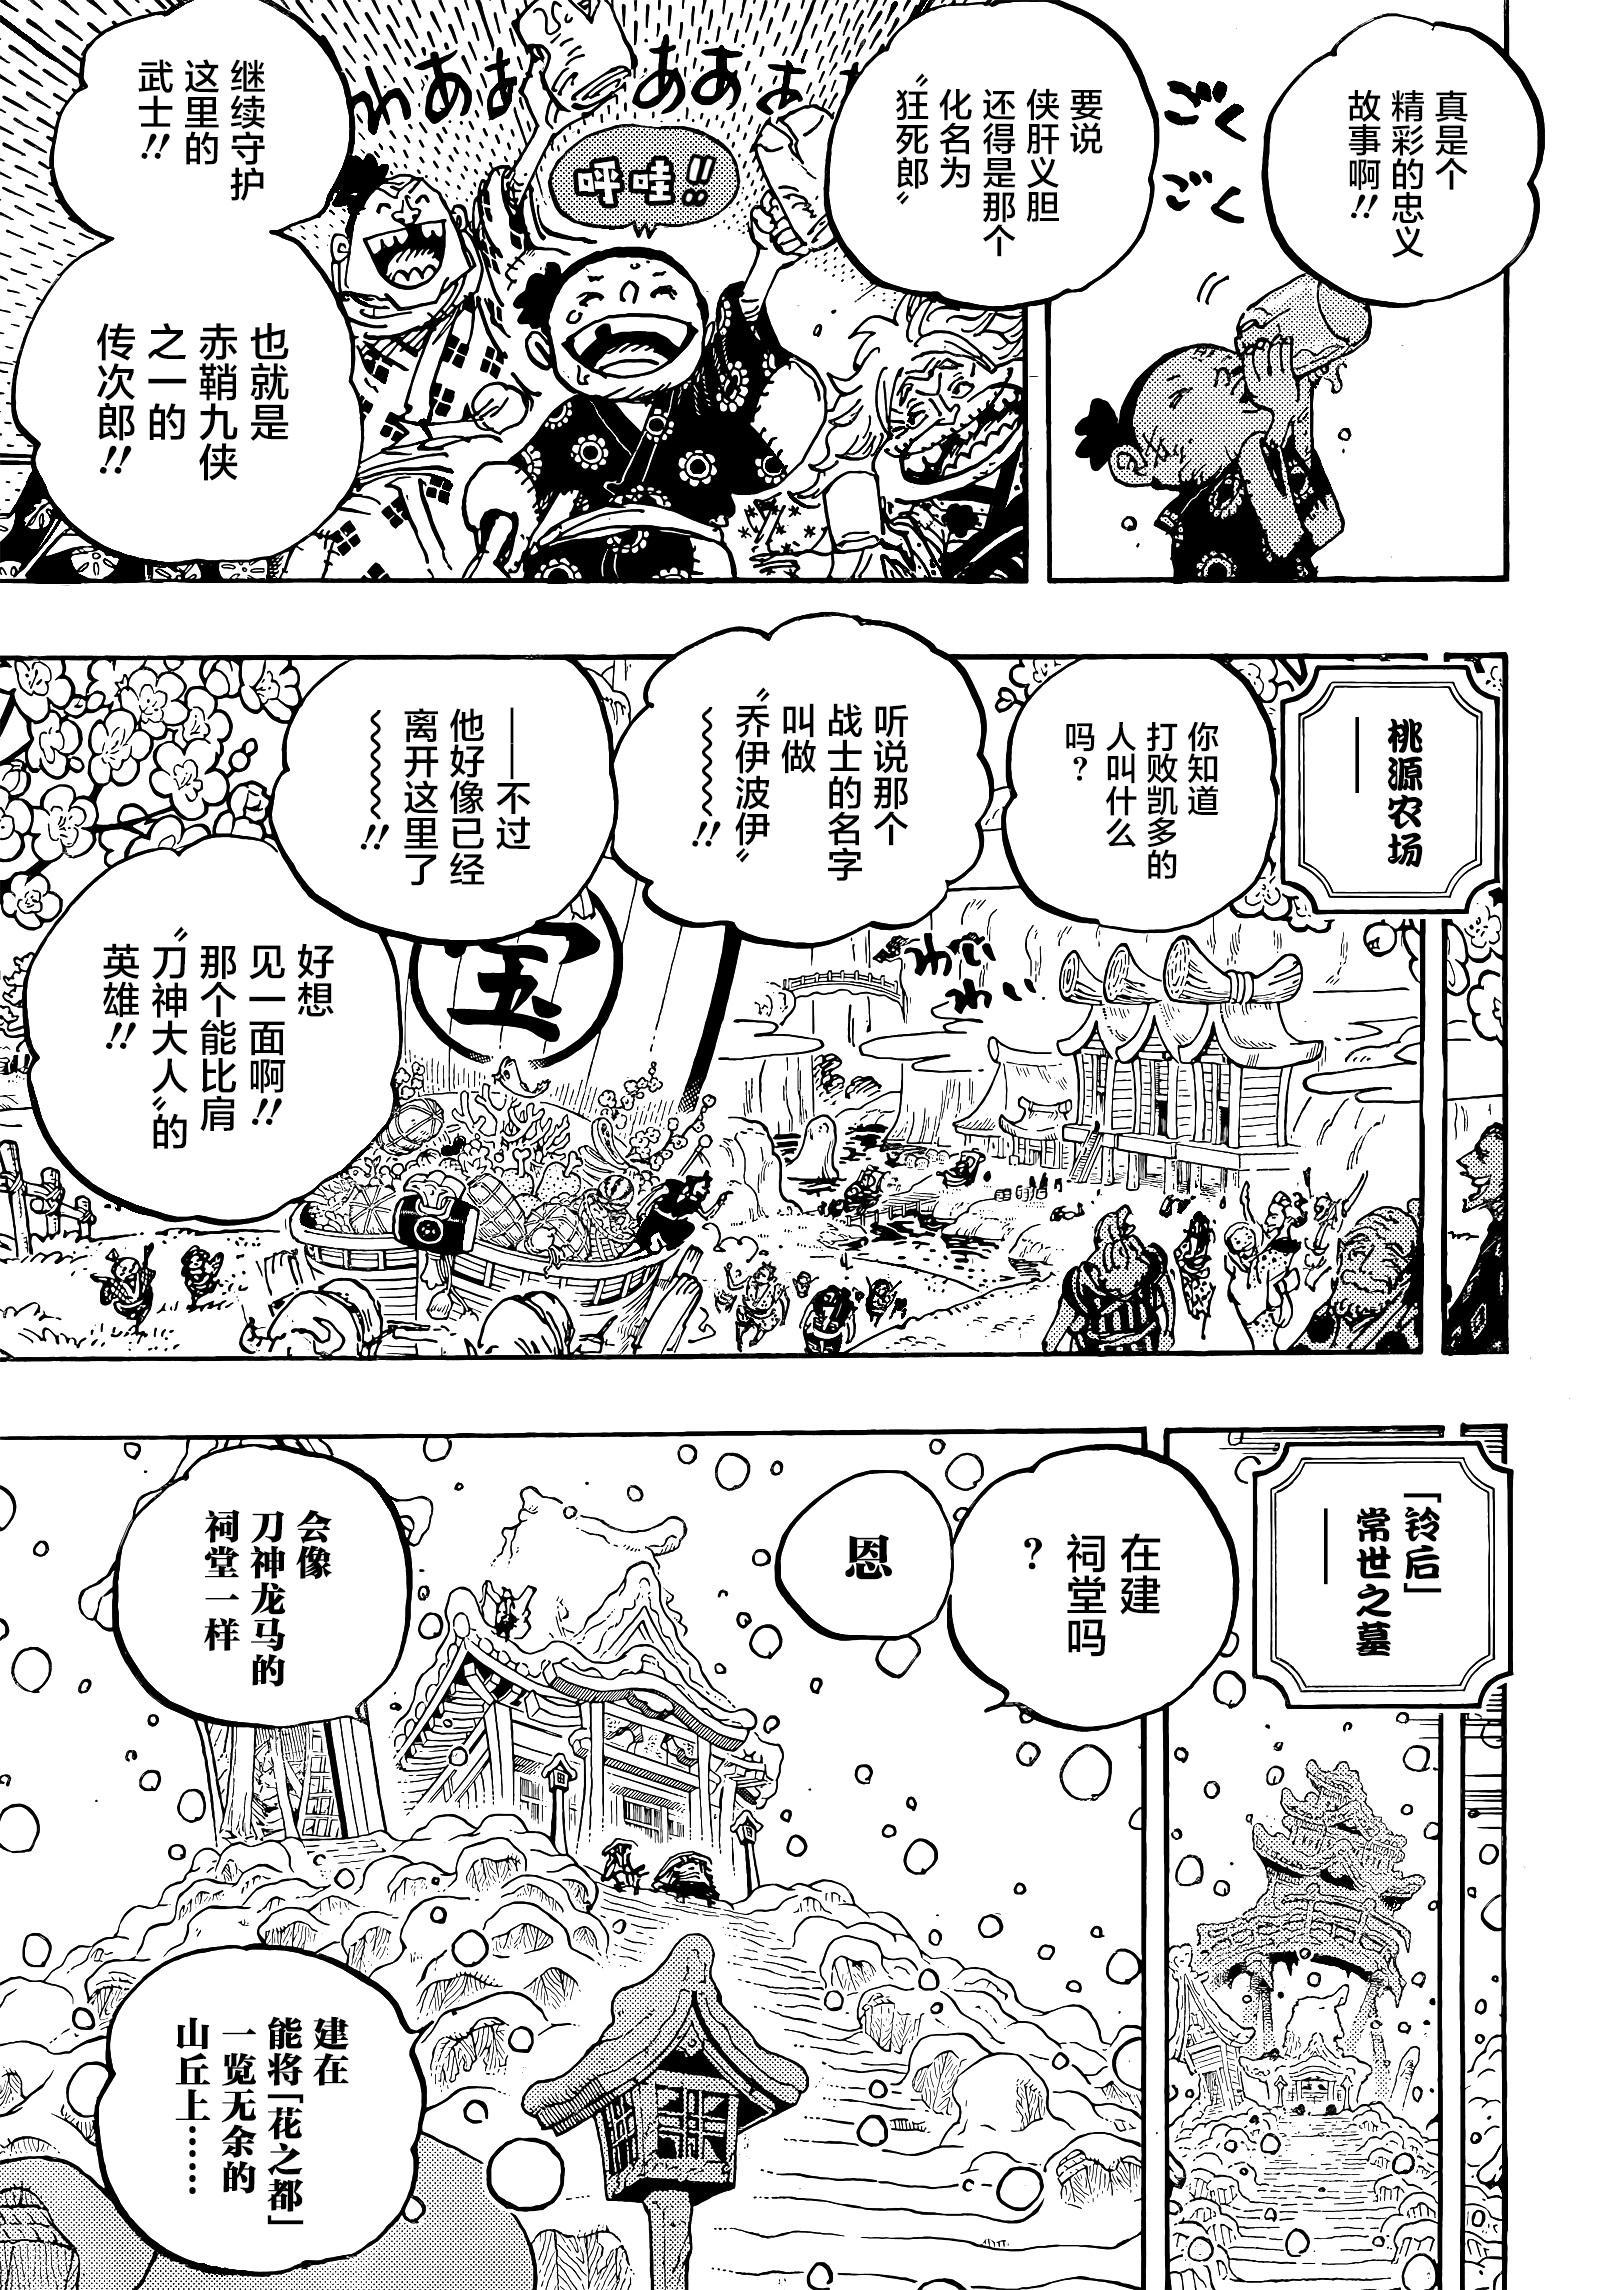 真是个
精彩的忠义
故事啊!!
ごくごく
要说
侠肝义胆
还得是那个
化名为
〝狂死郎〞
呼哇!!
继续守护
这里的
武士!!
也就是
赤鞘九侠
之一的
传次郎!!
桃源农场
——
你知道
打败凯多的
人叫什么
吗?
听说那个
战士的名字
叫做
〝乔伊波伊〞
~~~~~!!
——不过
他好像已经
离开这里了
~~~~~!!
好想
见一面啊!!
那个能比肩
〝刀神大人〞的
英雄!!
わい
わい
宝
「铃后」
常世之墓
——
在建
祠堂吗
?
恩
会像
刀神龙马的
祠堂一样
建在
能将「花之都」
一览无余的
山丘上……